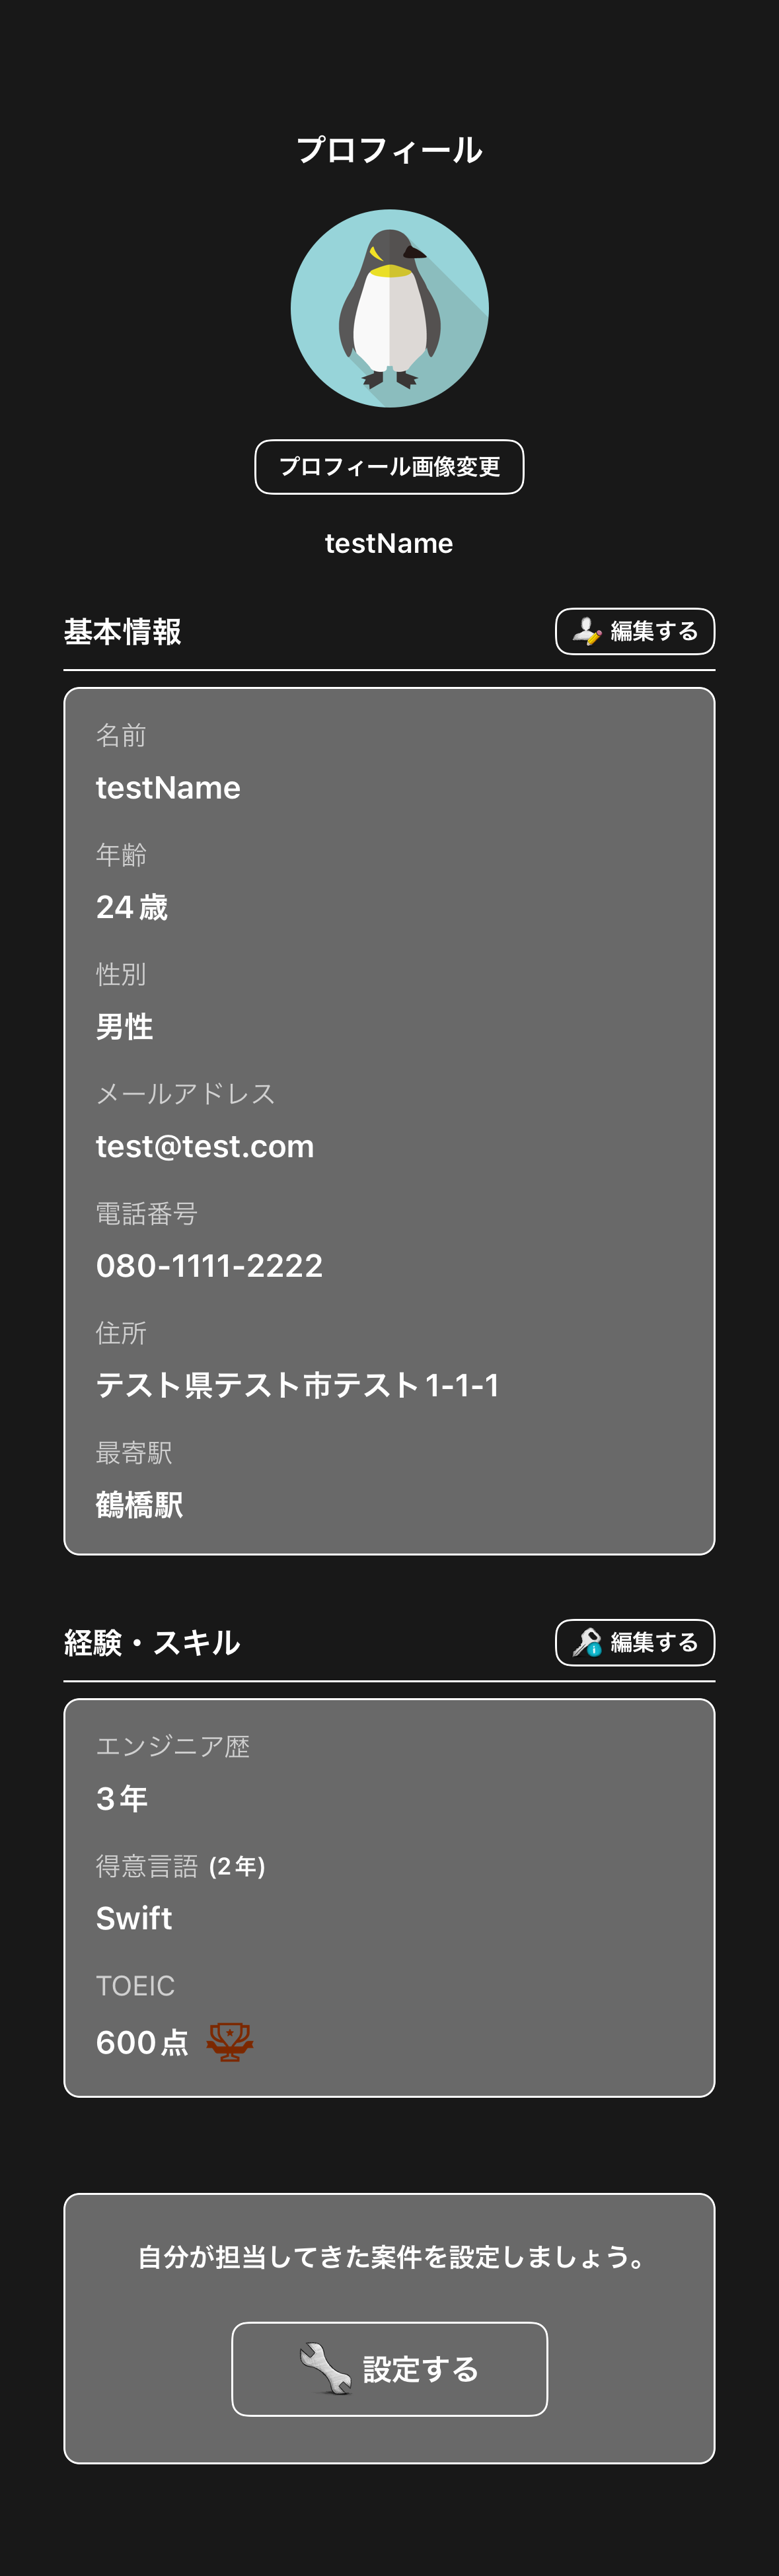 プロフィール
プロフィール画像変更
testName
基本情報
編集する
名前
testName
年齢
24歳
性別
男性
メールアドレス
test@test.com
電話番号
080-1111-2222
住所
テスト県テスト市テスト1-1-1
最寄駅
鶴橋駅
経験・スキル
編集する
エンジニア歴
3年
得意言語 (2年)
Swift
TOEIC
600点
自分が担当してきた案件を設定しましょう。
設定する